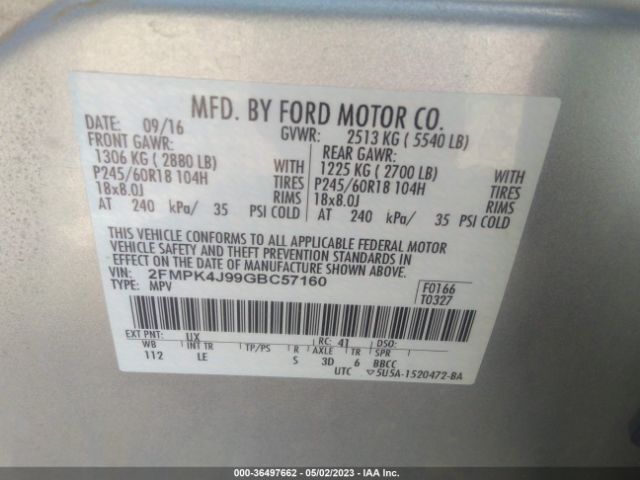 MFD. BY FORD MOTOR CO.
DATE: 09/16 GVWR: 2513 KG ( 5540 LB)
FRONT GAWR: REAR GAWR:
1306 KG ( 2880 LB) WITH 1225 KG ( 2700 LB) WITH
P245/60R18 104H TIRES P245/60R18 104H TIRES
18x8.0J RIMS 18x8.0J RIMS
AT 240 kPa/ 35 PSI COLD AT 240 kPa/ 35 PSI COLD
THIS VEHICLE CONFORMS TO ALL APPLICABLE FEDERAL MOTOR
VEHICLE SAFETY AND THEFT PREVENTION STANDARDS IN
EFFECT ON THE DATE OF MANUFACTURE SHOWN ABOVE.
VIN: 2FMPK4J99GBC57160 F0166
TYPE: MPV T0327
EXT PNT: UX RC: 41 DSO:
WB INT TR TP/PS R AXLE TR SPR
112 LE S 3D 6 BBCC
UTC ▽5U5A-1520472-BA
000-36497662 - 05/02/2023 - IAA Inc.